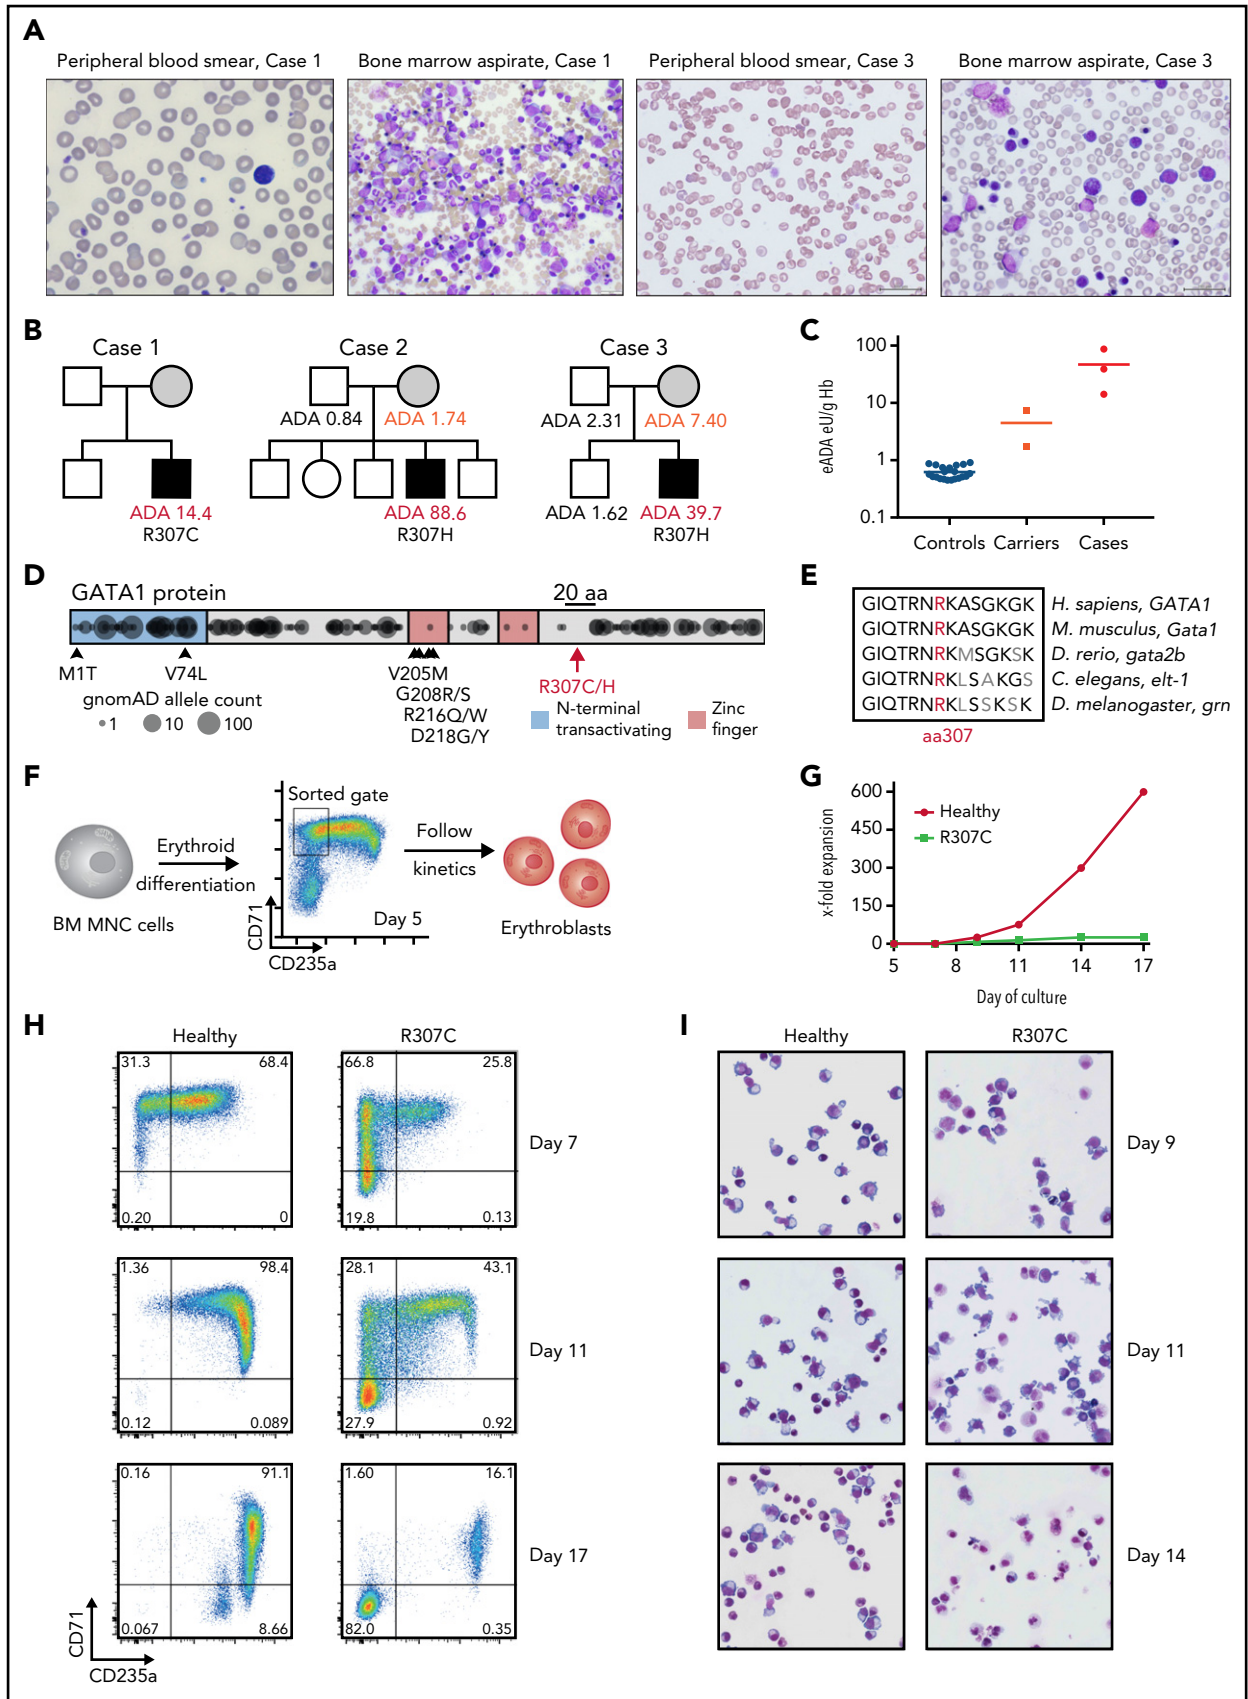 A
Peripheral blood smear, Case 1
Bone marrow aspirate, Case 1
Peripheral blood smear, Case 3
Bone marrow aspirate, Case 3
B
Case 1
Case 2
Case 3
ADA 0.84
ADA 1.74
ADA 2.31
ADA 7.40
ADA 14.4
R307C
ADA 88.6
R307H
ADA 1.62
ADA 39.7
R307H
C
eADA eU/g Hb
100
10
1
0.1
Controls
Carriers
Cases
D
GATA1 protein
20 aa
M1T
V74L
V205M
G208R/S
R216Q/W
D218G/Y
R307C/H
gnomAD allele count
1
10
100
N-terminal
transactivating
Zinc
finger
E
GIQTRNRKASGKGK
H. sapiens, GATA1
GIQTRNRKASGKGK
M. musculus, Gata1
GIQTRNRKMSGKSK
D. rerio, gata2b
GIQTRNRKLSAKGS
C. elegans, elt-1
GIQTRNRKLSSKSK
D. melanogaster, grn
aa307
F
BM MNC cells
Erythroid
differentiation
Sorted gate
Day 5
CD71
CD235a
Follow
kinetics
Erythroblasts
G
x-fold expansion
600
450
300
150
0
Healthy
R307C
5
8
11
14
17
Day of culture
H
Healthy
R307C
31.3
68.4
0.20
0
66.8
25.8
19.8
0.13
Day 7
1.36
98.4
0.12
0.089
28.1
43.1
27.9
0.92
Day 11
0.16
91.1
0.067
8.66
1.60
16.1
82.0
0.35
Day 17
CD71
CD235a
I
Healthy
R307C
Day 9
Day 11
Day 14